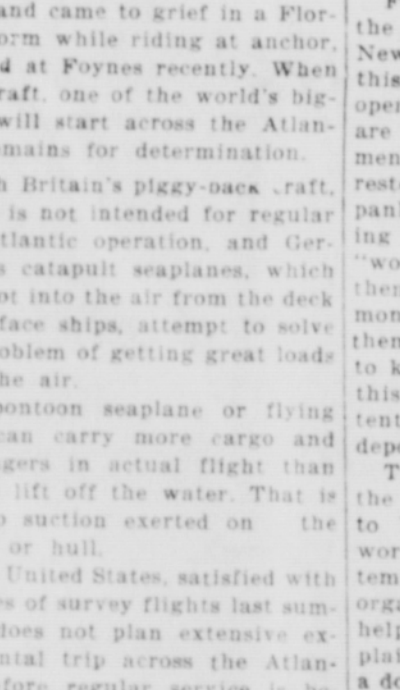 and came to grief in a Flor-
orm while riding at anchor,
d at Foynes recently. When
raft, one of the world's big-
will start across the Atlan-
mains for determination.
h Britain's piggy-back craft,
is not intended for regular
tlantic operation, and Ger-
s catapult seaplanes, which
ot into the air from the deck
face ships, attempt to solve
oblem of getting great loads
he air.
pontoon seaplane or flying
can carry more cargo and
gers in actual flight than
lift off the water. That is
o suction exerted on the
or hull.
United States, satisfied with
es of survey flights last sum-
does not plan extensive ex-
ntal trip across the Atlan-
fore regular service is be
the
New
this
oper
are
men
rest
pan
ing
"wo
then
mon
then
to k
this
tent
depe
T
the
to
wor
tem
orga
help
plai
a do